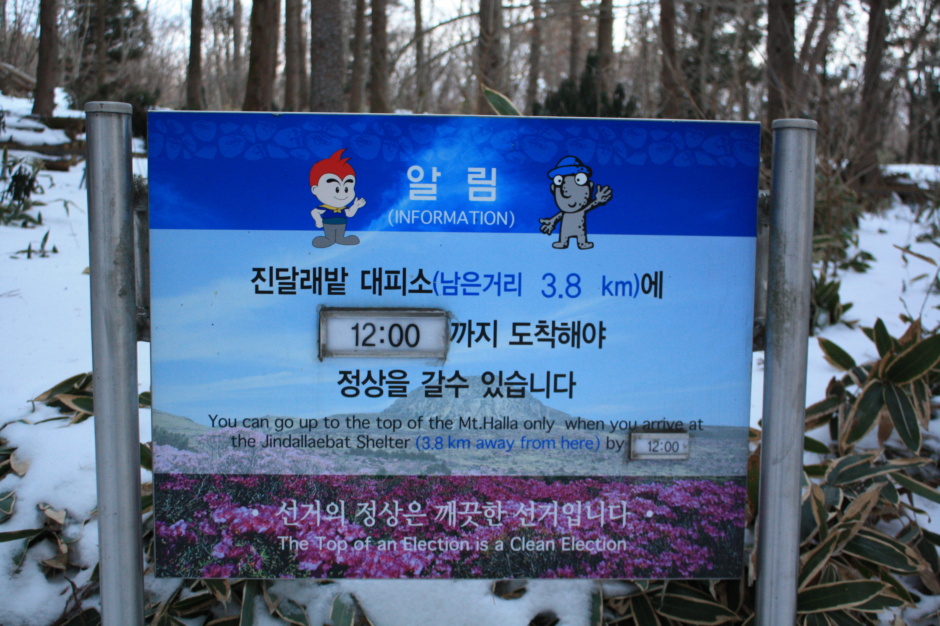 알림
(INFORMATION)
진달래밭 대피소(남은거리 3.8 km)에
12:00 까지 도착해야
정상을 갈수 있습니다
You can go up to the top of the Mt.Halla only when you arrive at
the Jindallaebat Shelter (3.8 km away from here) by 12:00
• 선거의 정상은 깨끗한 선거입니다 •
The Top of an Election is a Clean Election